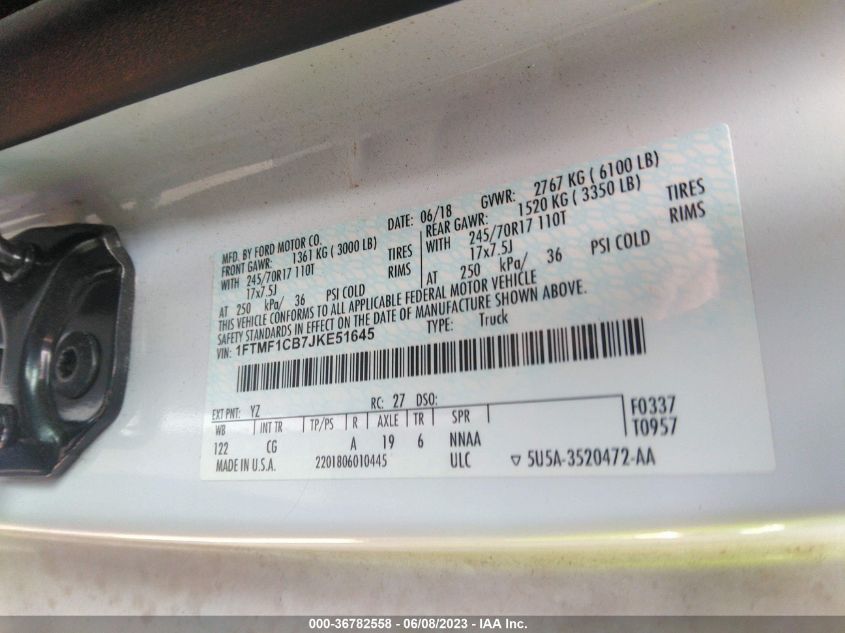 MFD. BY FORD MOTOR CO.
DATE: 06/18 GVWR: 2767 KG ( 6100 LB)
FRONT GAWR: 1361 KG ( 3000 LB)
REAR GAWR: 1520 KG ( 3350 LB)
WITH 245/70R17 110T TIRES
WITH 245/70R17 110T TIRES
17x7.5J RIMS
17x7.5J RIMS
AT 250 kPa/ 36 PSI COLD
AT 250 kPa/ 36 PSI COLD
THIS VEHICLE CONFORMS TO ALL APPLICABLE FEDERAL MOTOR VEHICLE
SAFETY STANDARDS IN EFFECT ON THE DATE OF MANUFACTURE SHOWN ABOVE.
VIN: 1FTMF1CB7JKE51645 TYPE: Truck
EXT PNT: YZ RC: 27 DSO:
WB INT TR TP/PS R AXLE TR SPR F0337
122 CG A 19 6 NNAA T0957
MADE IN U.S.A. 2201806010445 ULC ▽ 5U5A-3520472-AA
000-36782558 - 06/08/2023 - IAA Inc.